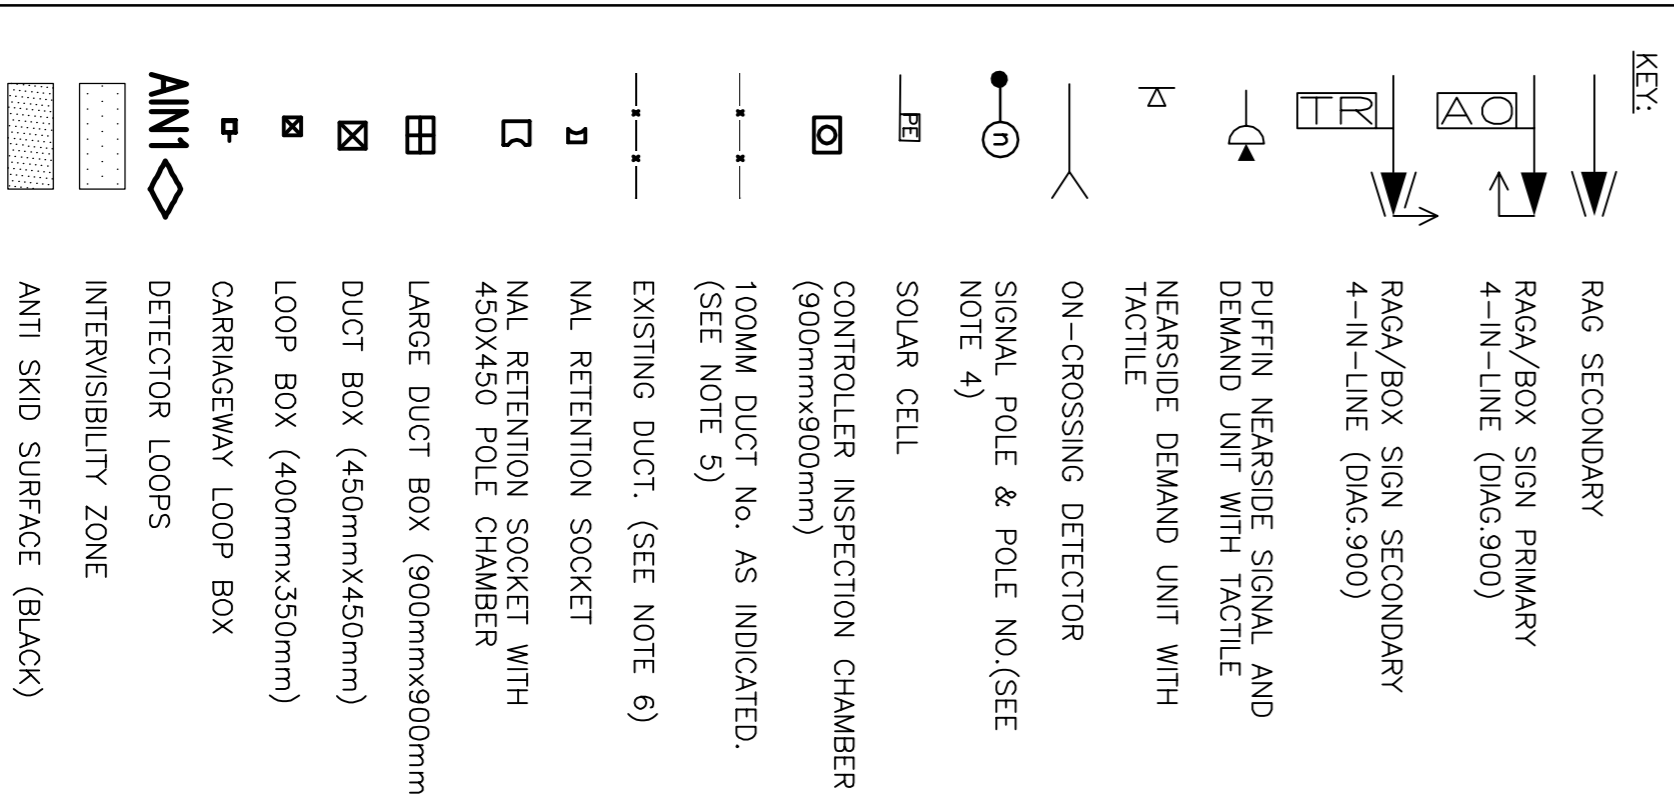 KEY:
RAG SECONDARY
AO
RAGA/BOX SIGN PRIMARY
4-IN-LINE (DIAG.900)
TR
RAGA/BOX SIGN SECONDARY
4-IN-LINE (DIAG.900)
PUFFIN NEARSIDE SIGNAL AND
DEMAND UNIT WITH TACTILE
NEARSIDE DEMAND UNIT WITH
TACTILE
ON-CROSSING DETECTOR
n
SIGNAL POLE & POLE NO.(SEE
NOTE 4)
PE
SOLAR CELL
CONTROLLER INSPECTION CHAMBER
(900mmx900mm)
100MM DUCT No. AS INDICATED.
(SEE NOTE 5)
EXISTING DUCT. (SEE NOTE 6)
NAL RETENTION SOCKET
NAL RETENTION SOCKET WITH
450X450 POLE CHAMBER
LARGE DUCT BOX (900mmx900mm
DUCT BOX (450mmX450mm)
LOOP BOX (400mmx350mm)
CARRIAGEWAY LOOP BOX
AIN1
DETECTOR LOOPS
INTERVISIBILITY ZONE
ANTI SKID SURFACE (BLACK)